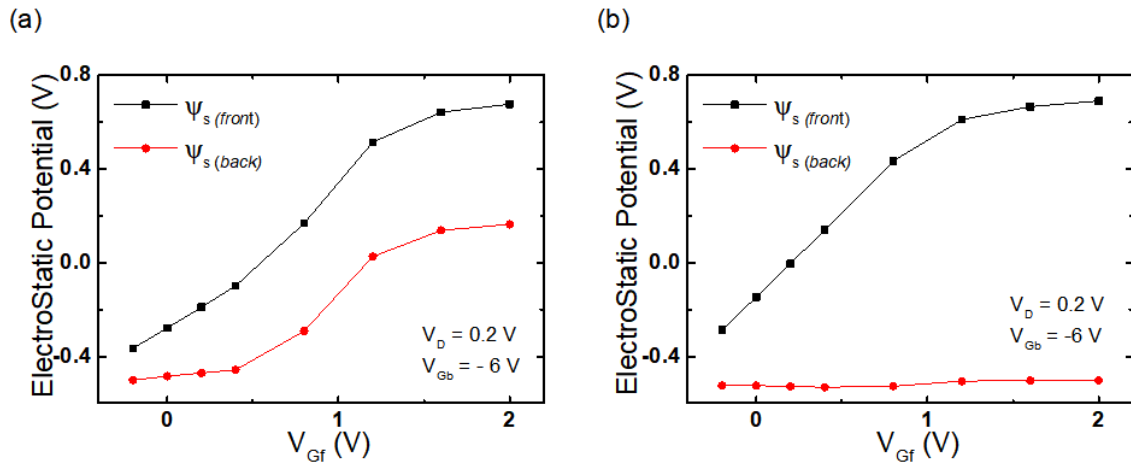 (a)
ElectroStatic Potential (V)
0.8
0.4
0.0
-0.4
ψs (front)
ψs (back)
VD = 0.2 V
VGb = - 6 V
0
1
2
VGf (V)
(b)
ElectroStatic Potential (V)
0.8
0.4
0.0
-0.4
ψs (front)
ψs (back)
VD = 0.2 V
VGb = -6 V
0
1
2
VGf (V)